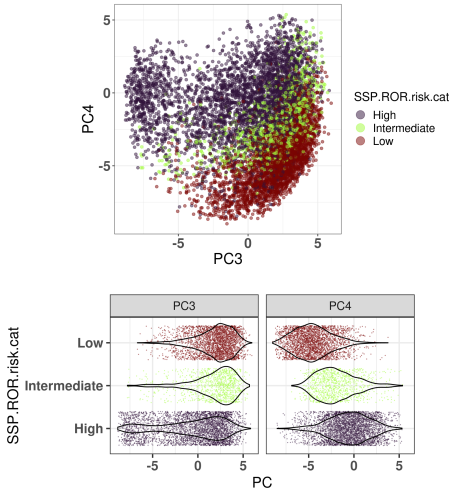 5
0
-5
PC4
-5 0 5
PC3
SSP.ROR.risk.cat
High
Intermediate
Low
PC3 PC4
SSP.ROR.risk.cat
Low
Intermediate
High
-5 0 5 -5 0 5
PC